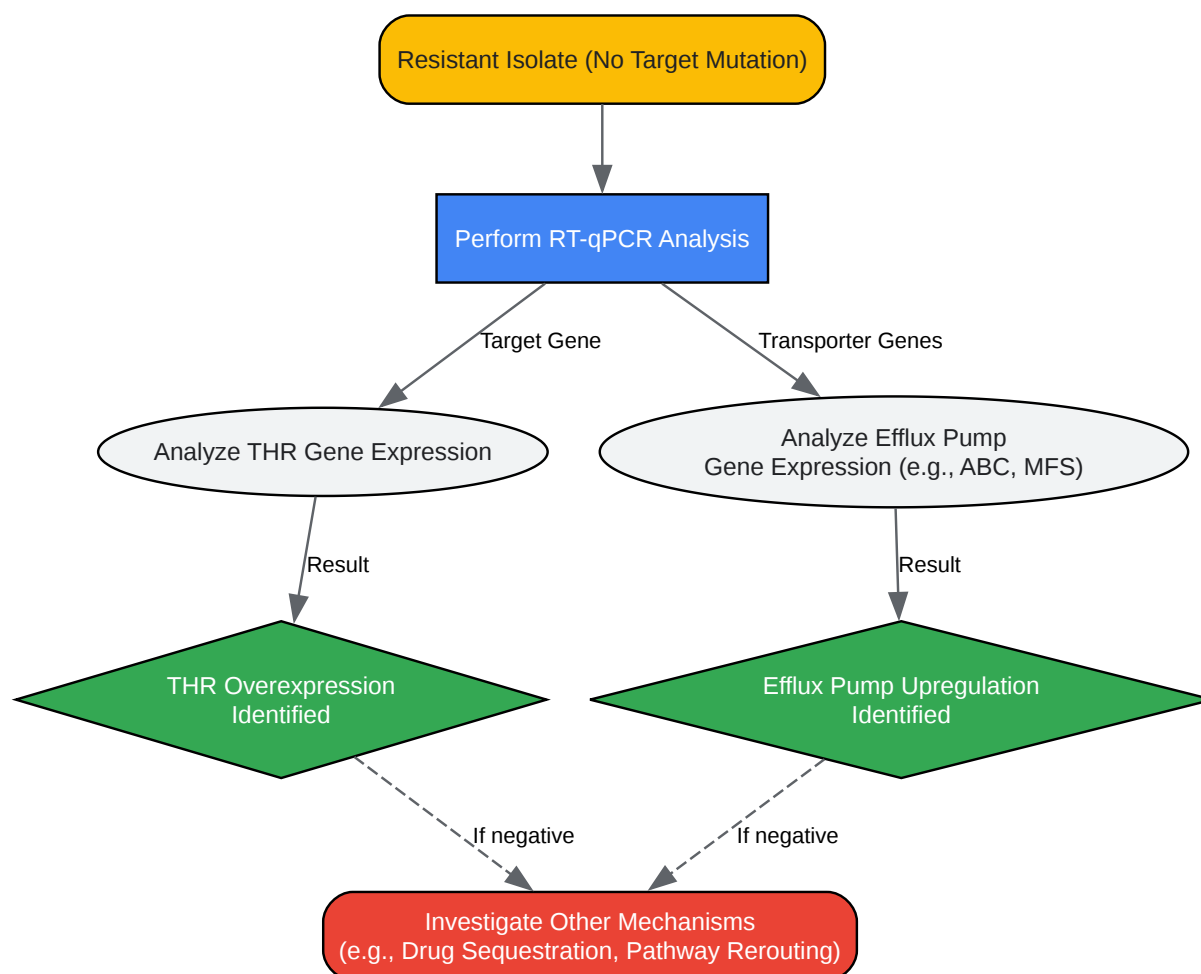 Resistant Isolate (No Target Mutation)
Perform RT-qPCR Analysis
Target Gene
Transporter Genes
Analyze THR Gene Expression
Analyze Efflux Pump
Gene Expression (e.g., ABC, MFS)
Result
Result
THR Overexpression
Identified
Efflux Pump Upregulation
Identified
If negative
If negative
Investigate Other Mechanisms
(e.g., Drug Sequestration, Pathway Rerouting)